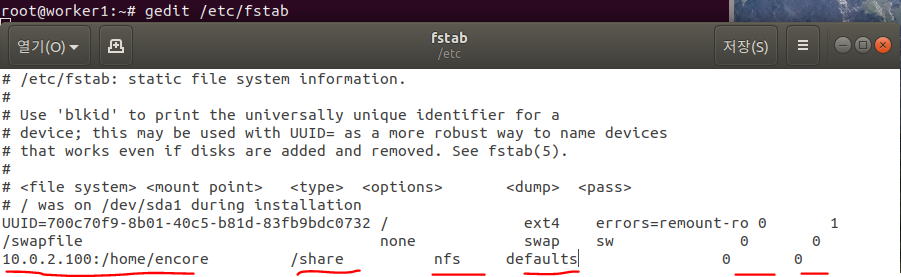 root@worker1:~# gedit /etc/fstab
열기(O)
fstab
/etc
저장(S)
# /etc/fstab: static file system information.
#
# Use 'blkid' to print the universally unique identifier for a
# device; this may be used with UUID= as a more robust way to name devices
# that works even if disks are added and removed. See fstab(5).
#
# <file system> <mount point>   <type>  <options>       <dump>  <pass>
# / was on /dev/sda1 during installation
UUID=700c70f9-8b01-40c5-b81d-83fb9bdc0732 /               ext4    errors=remount-ro 0       1
/swapfile                                 none            swap    sw              0       0
10.0.2.100:/home/encore         /share          nfs     defaults                0       0